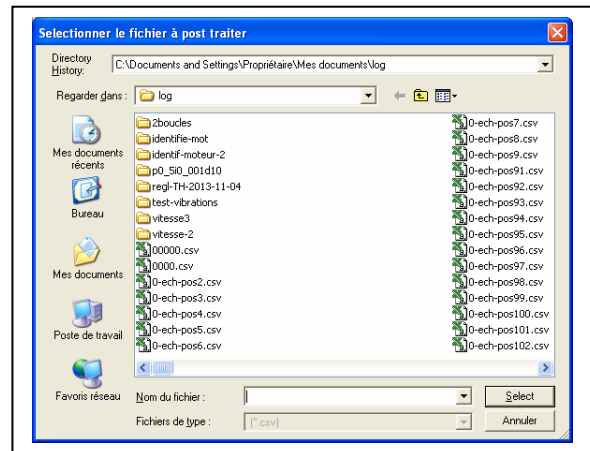 Selectionner le fichier à post traiter
Directory
History:
C:\Documents and Settings\Propriétaire\Mes documents\log
Regarder dans :
log
Mes documents
récents
Bureau
Mes documents
Poste de travail
Favoris réseau
2boucles
identifie-mot
identif-moteur-2
p0_5i0_001d10
regl-TH-2013-11-04
test-vibrations
vitesse3
vitesse-2
00000.csv
0000.csv
0-ech-pos2.csv
0-ech-pos3.csv
0-ech-pos4.csv
0-ech-pos5.csv
0-ech-pos6.csv
0-ech-pos7.csv
0-ech-pos8.csv
0-ech-pos9.csv
0-ech-pos91.csv
0-ech-pos92.csv
0-ech-pos93.csv
0-ech-pos94.csv
0-ech-pos95.csv
0-ech-pos96.csv
0-ech-pos97.csv
0-ech-pos98.csv
0-ech-pos99.csv
0-ech-pos100.csv
0-ech-pos101.csv
0-ech-pos102.csv
Nom du fichier :
Select
Fichiers de type :
(*.csv)
Annuler